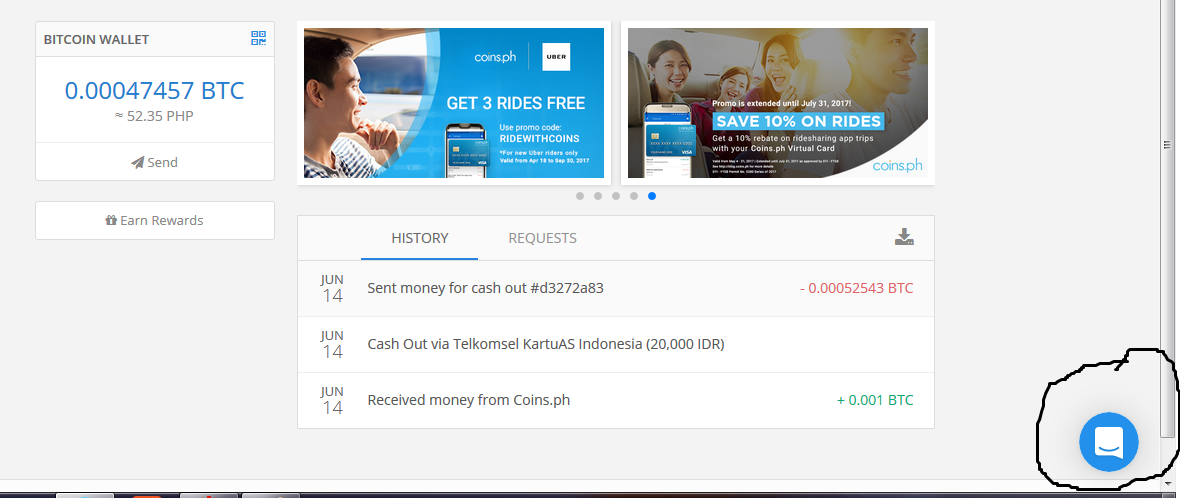 BITCOIN WALLET
0.00047457 BTC
≈ 52.35 PHP
Send
Earn Rewards
coins.ph
UBER
GET 3 RIDES FREE
Use promo code:
RIDEWITHCOINS
*For new Uber riders only
Valid from Apr 18 to Sep 30, 2017
Promo is extended until July 31, 2017!
SAVE 10% ON RIDES
Get a 10% rebate on ridesharing app trips
with your Coins.ph Virtual Card
coins.ph
VISA
VISA
HISTORY
REQUESTS
JUN
14
Sent money for cash out #d3272a83
- 0.00052543 BTC
JUN
14
Cash Out via Telkomsel KartuAS Indonesia (20,000 IDR)
JUN
14
Received money from Coins.ph
+ 0.001 BTC